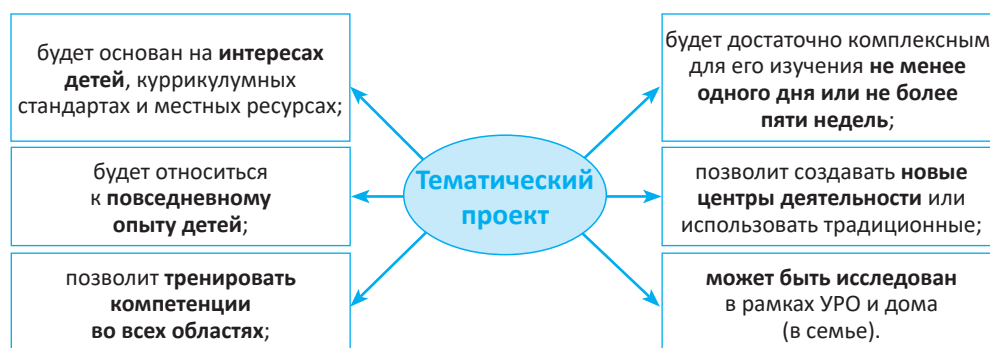 будет основан на интересах
детей, куррикулумных
стандартах и местных ресурсах;
будет относиться
к повседневному
опыту детей;
позволит тренировать
компетенции
во всех областях;
Тематический
проект
будет достаточно комплексным
для его изучения не менее
одного дня или не более
пяти недель;
позволит создавать новые
центры деятельности или
использовать традиционные;
может быть исследован
в рамках УРО и дома
(в семье).